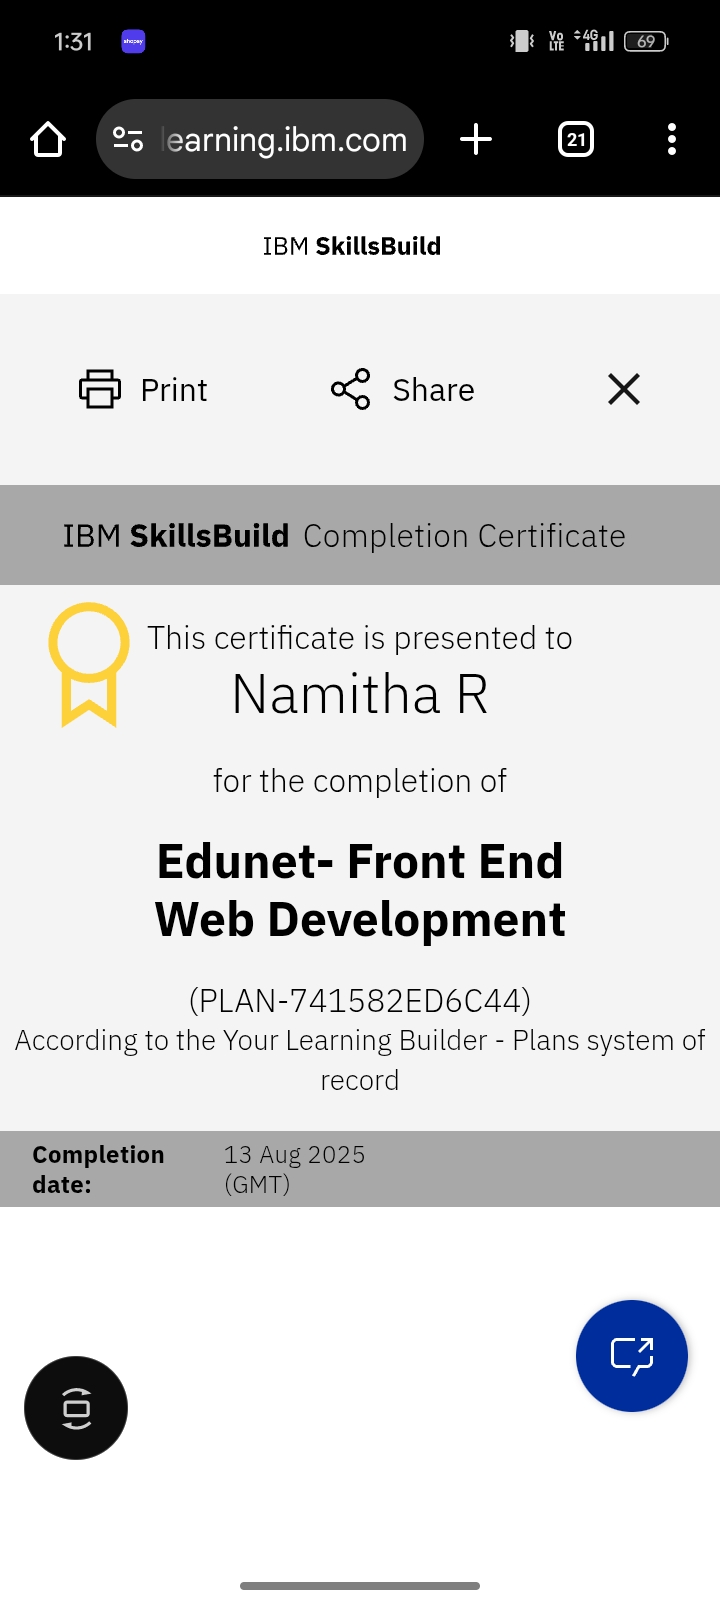 1:31
shopsy
Vo
LTE
4G
69
learning.ibm.com
21
IBM SkillsBuild
Print
Share
IBM SkillsBuild Completion Certificate
This certificate is presented to
Namitha R
for the completion of
Edunet- Front End
Web Development
(PLAN-741582ED6C44)
According to the Your Learning Builder - Plans system of
record
Completion
date:
13 Aug 2025
(GMT)